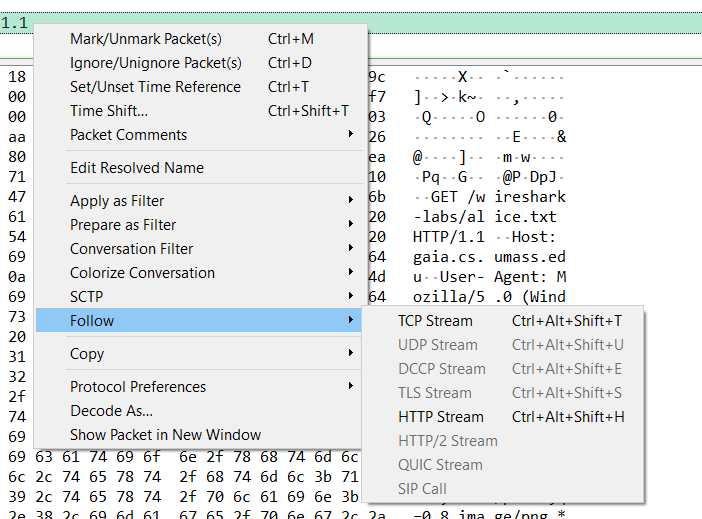 1.1
Mark/Unmark Packet(s) Ctrl+M
Ignore/Unignore Packet(s) Ctrl+D
Set/Unset Time Reference Ctrl+T
Time Shift... Ctrl+Shift+T
Packet Comments
Edit Resolved Name
Apply as Filter
Prepare as Filter
Conversation Filter
Colorize Conversation
SCTP
Follow
Copy
Protocol Preferences
Decode As...
Show Packet in New Window
TCP Stream Ctrl+Alt+Shift+T
UDP Stream Ctrl+Alt+Shift+U
DCCP Stream Ctrl+Alt+Shift+E
TLS Stream Ctrl+Alt+Shift+S
HTTP Stream Ctrl+Alt+Shift+H
HTTP/2 Stream
QUIC Stream
SIP Call
18 9c ·····X·· ·`······
00 f7 ]··>·k~· ··,·····
00 03 ·Q·····O ······0·
aa 26 ········ ··E····&
80 ea @····]·· ·m·w····
71 10 ·Pq··G·· ·@P·DpJ·
47 6b ··GET /w ireshark
61 20 -labs/al ice.txt
54 20 HTTP/1.1 ··Host:
69 64 gaia.cs. umass.ed
0a 4d u··User- Agent: M
69 64 ozilla/5 .0 (Wind
73
20
31
32
2f
74
69
69 63 61 74 69 6f 6e 2f 78 68 74 6d 6c
6c 2c 74 65 78 74 2f 68 74 6d 6c 3b 71
39 2c 74 65 78 74 2f 70 6c 61 69 6e 3b
2e 38 2c 69 6d 61 67 65 2f 70 6e 67 2c 2a =0.8,ima ge/png,*